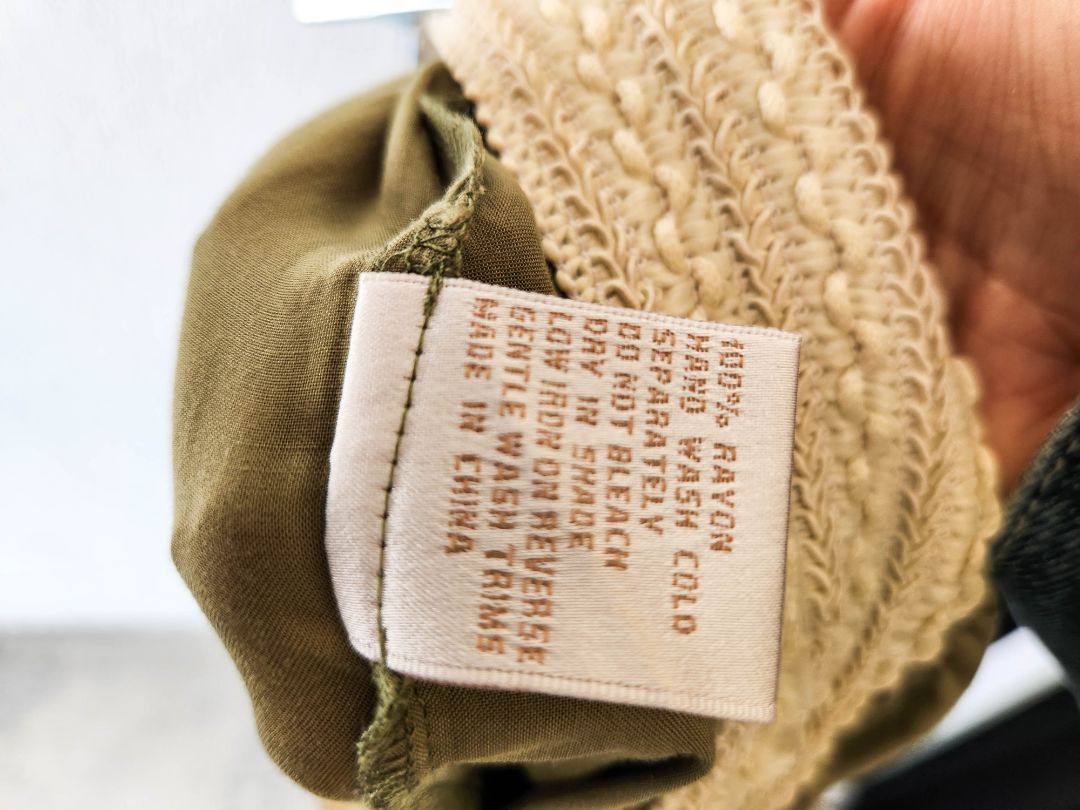 100% RAYON
HAND WASH COLD
SEPARATELY
DO NOT BLEACH
DRY IN SHADE
LOW IRON ON REVERSE
GENTLE WASH TRIMS
MADE IN CHINA